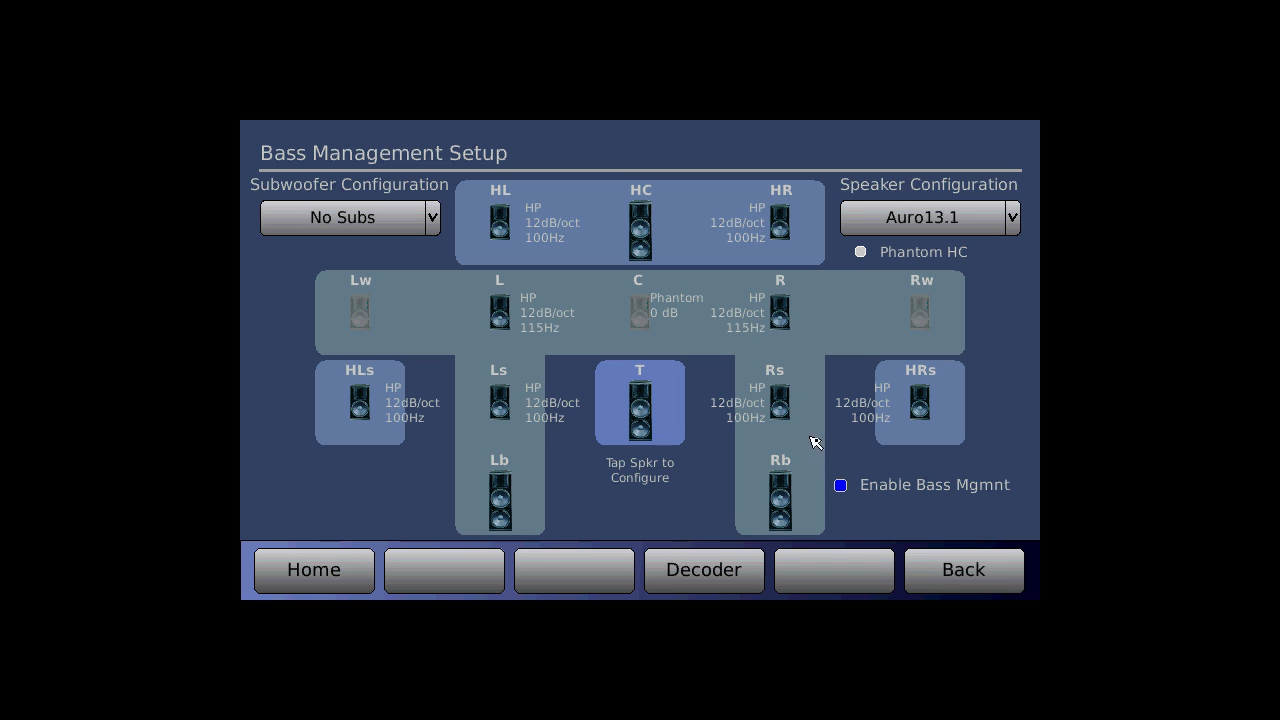 Bass Management Setup
Subwoofer Configuration
No Subs
Speaker Configuration
Auro13.1
Phantom HC
HL
HP
12dB/oct
100Hz
HC
HR
HP
12dB/oct
100Hz
Lw
L
HP
12dB/oct
115Hz
C
Phantom
0 dB
R
HP
12dB/oct
115Hz
Rw
HLs
HP
12dB/oct
100Hz
Ls
HP
12dB/oct
100Hz
T
Tap Spkr to
Configure
Rs
HP
12dB/oct
100Hz
HRs
HP
12dB/oct
100Hz
Lb
Rb
Enable Bass Mgmnt
Home
Decoder
Back